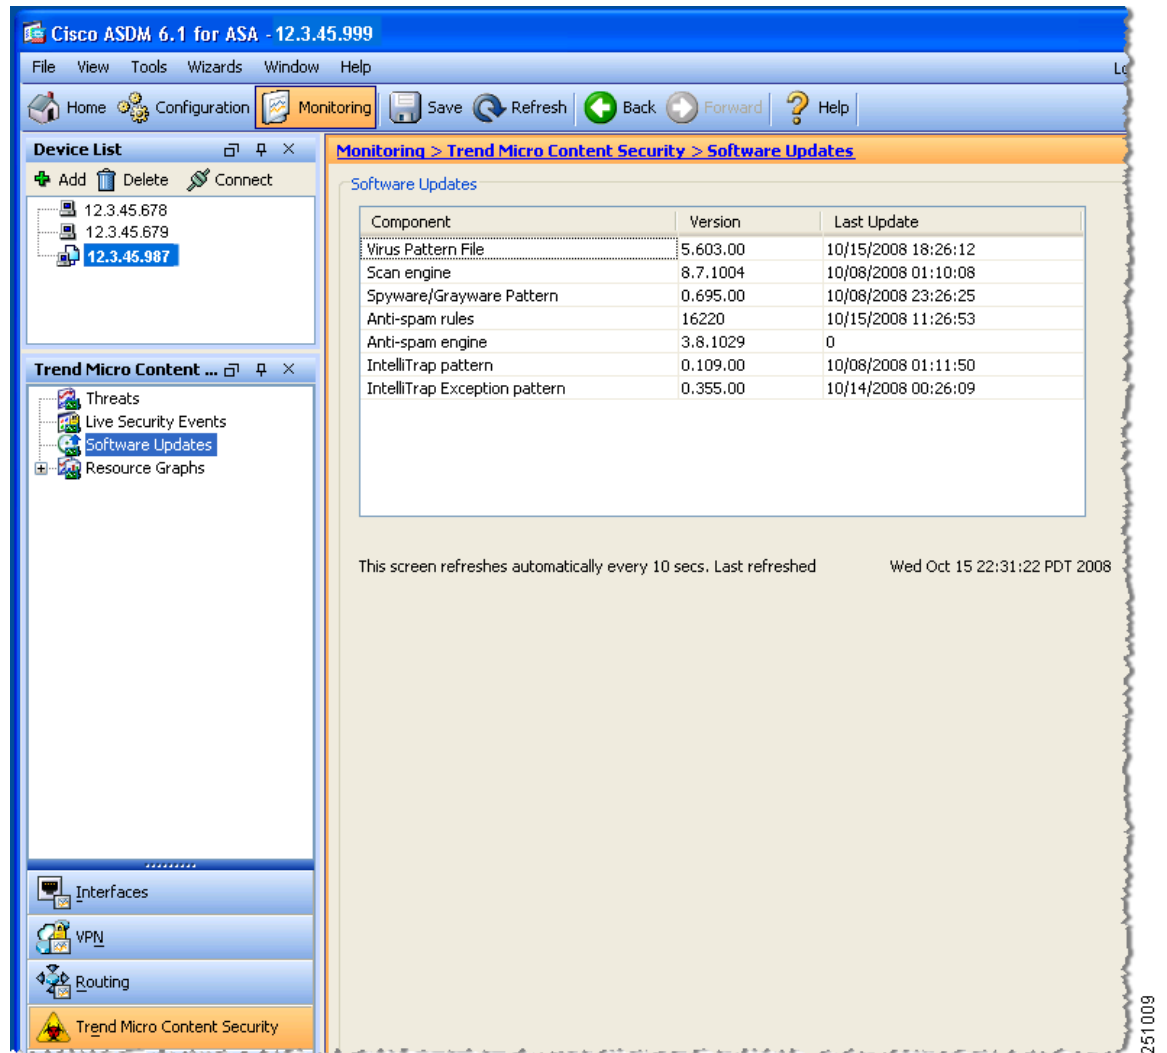 Cisco ASDM 6.1 for ASA - 12.3.45.999
File View Tools Wizards Window Help
Home Configuration Monitoring Save Refresh Back Forward Help
Device List
Add Delete Connect
12.3.45.678
12.3.45.679
12.3.45.987
Trend Micro Content ...
Threats
Live Security Events
Software Updates
Resource Graphs
Interfaces
VPN
Routing
Trend Micro Content Security
Monitoring > Trend Micro Content Security > Software Updates
Software Updates
Component Version Last Update
Virus Pattern File 5.603.00 10/15/2008 18:26:12
Scan engine 8.7.1004 10/08/2008 01:10:08
Spyware/Grayware Pattern 0.695.00 10/08/2008 23:26:25
Anti-spam rules 16220 10/15/2008 11:26:53
Anti-spam engine 3.8.1029 0
IntelliTrap pattern 0.109.00 10/08/2008 01:11:50
IntelliTrap Exception pattern 0.355.00 10/14/2008 00:26:09
This screen refreshes automatically every 10 secs. Last refreshed Wed Oct 15 22:31:22 PDT 2008
251009